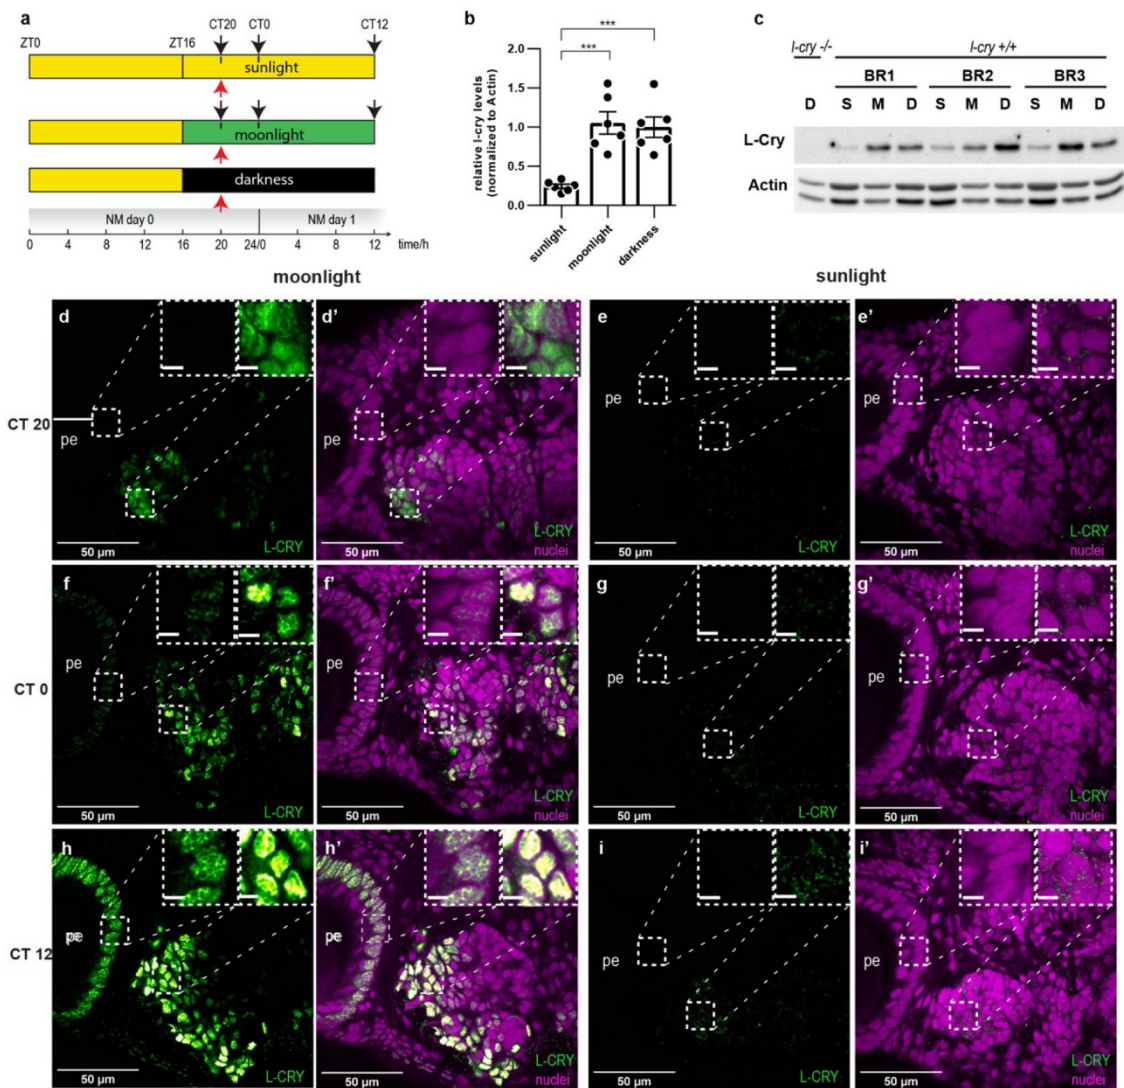 a
CT20 CT0 CT12
ZT0 ZT16
sunlight
moonlight
darkness
NM day 0 NM day 1
0 4 8 12 16 20 24/0 4 8 12 time/h
b
*** 
***
relative l-cry levels
(normalized to Actin)
2.0
1.5
1.0
0.5
0.0
sunlight
moonlight
darkness
c
l-cry -/- l-cry +/+
BR1 BR2 BR3
D S M D S M D S M D
L-Cry
Actin
moonlight sunlight
CT 20
d d' e e'
pe pe
50 µm 50 µm 50 µm 50 µm
L-CRY L-CRY L-CRY L-CRY
nuclei nuclei
CT 0
f f' g g'
pe pe
50 µm 50 µm 50 µm 50 µm
L-CRY L-CRY L-CRY L-CRY
nuclei nuclei
CT 12
h h' i i'
pe pe pe pe
50 µm 50 µm 50 µm 50 µm
L-CRY L-CRY L-CRY L-CRY
nuclei nuclei